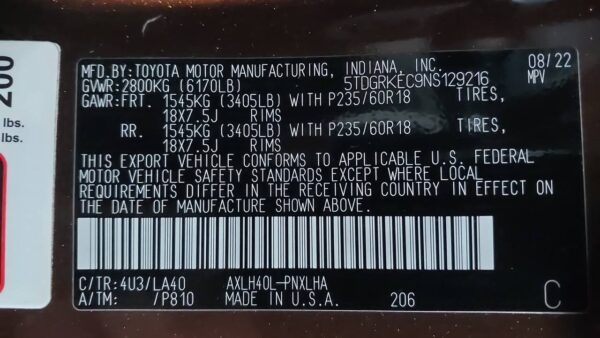 200
lbs.
lbs.
MFD.BY:TOYOTA MOTOR MANUFACTURING, INDIANA, INC. 08/22
GVWR:2800KG (6170LB) 5TDGRKEC9NS129216 MPV
GAWR:FRT. 1545KG (3405LB) WITH P235/60R18 TIRES,
18X7.5J RIMS
RR. 1545KG (3405LB) WITH P235/60R18 TIRES,
18X7.5J RIMS
THIS EXPORT VEHICLE CONFORMS TO APPLICABLE U.S. FEDERAL
MOTOR VEHICLE SAFETY STANDARDS EXCEPT WHERE LOCAL
REQUIREMENTS DIFFER IN THE RECEIVING COUNTRY IN EFFECT ON
THE DATE OF MANUFACTURE SHOWN ABOVE.
C/TR:4U3/LA40 AXLH40L-PNXLHA
A/TM: /P810 MADE IN U.S.A. 206 C